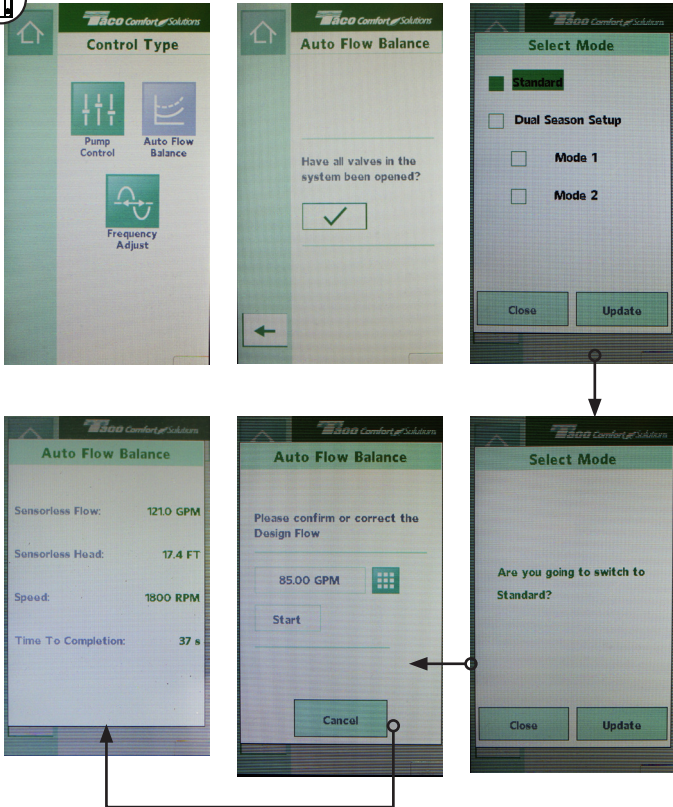 Taco Comfort Solutions
Control Type
Pump
Control
Auto Flow
Balance
Frequency
Adjust
Taco Comfort Solutions
Auto Flow Balance
Have all valves in the
system been opened?
Taco Comfort Solutions
Select Mode
Standard
Dual Season Setup
Mode 1
Mode 2
Close
Update
Taco Comfort Solutions
Auto Flow Balance
Sensorless Flow: 121.0 GPM
Sensorless Head: 17.4 FT
Speed: 1800 RPM
Time To Completion: 37 s
Taco Comfort Solutions
Auto Flow Balance
Please confirm or correct the
Design Flow
85.00 GPM
Start
Cancel
Taco Comfort Solutions
Select Mode
Are you going to switch to
Standard?
Close
Update